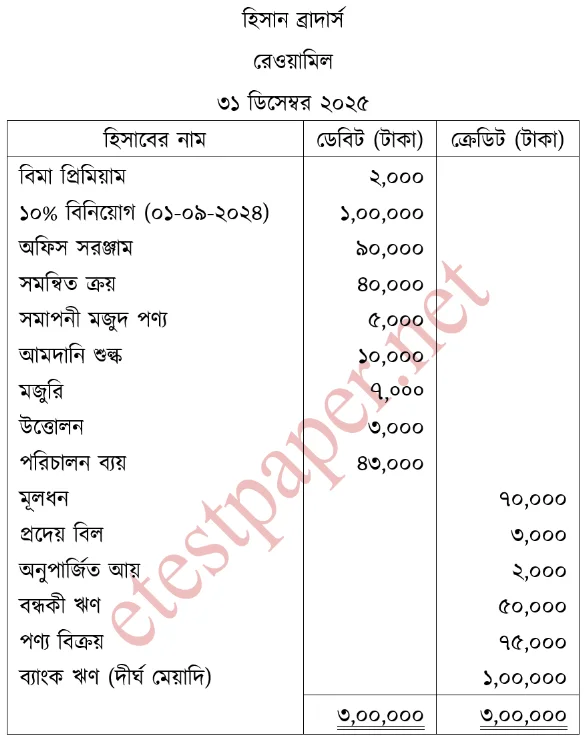 হিসান ব্রাদার্স
রেওয়ামিল
৩১ ডিসেম্বর ২০২৫
হিসাবের নাম ডেবিট (টাকা) ক্রেডিট (টাকা)
বিমা প্রিমিয়াম ২,০০০
১০% বিনিয়োগ (০১-০৯-২০২৪) ১,০০,০০০
অফিস সরঞ্জাম ৯০,০০০
সমন্বিত ক্রয় ৪০,০০০
সমাপনী মজুদ পণ্য ৫,০০০
আমদানি শুল্ক ১০,০০০
মজুরি ৭,০০০
উত্তোলন ৩,০০০
পরিচালন ব্যয় ৪৩,০০০
মূলধন ৭০,০০০
প্রদেয় বিল ৩,০০০
অনুপার্জিত আয় ২,০০০
বন্ধকী ঋণ ৫০,০০০
পণ্য বিক্রয় ৭৫,০০০
ব্যাংক ঋণ (দীর্ঘ মেয়াদি) ১,০০,০০০
৩,০০,০০০ ৩,০০,০০০
etestpaper.net